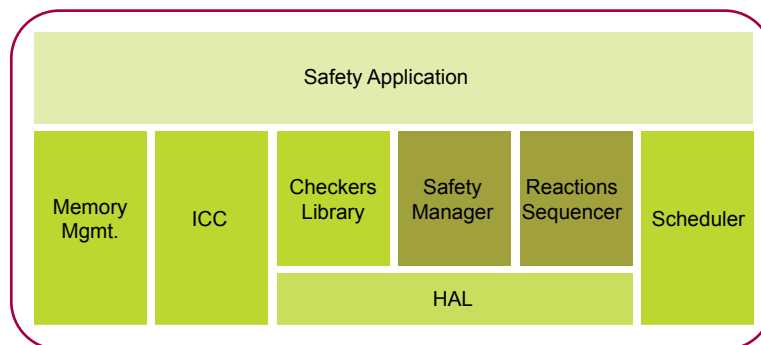 Safety Application
Memory
Mgmt.
ICC
Checkers
Library
Safety
Manager
Reactions
Sequencer
Scheduler
HAL